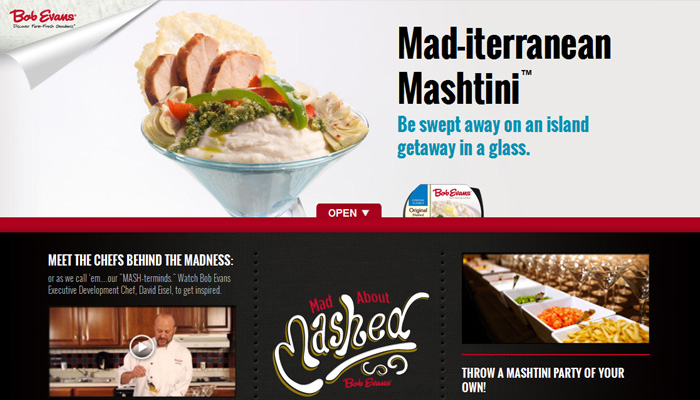 Bob Evans
Discover Farm-Fresh Goodness
Mad-iterranean
Mashtini™
Be swept away on an island
getaway in a glass.
Bob Evans
Original
OPEN ▼
MEET THE CHEFS BEHIND THE MADNESS:
or as we call 'em....our "MASH-terminds." Watch Bob Evans
Executive Development Chef, David Eisel, to get inspired.
Mad About
Mashed
Bob Evans
THROW A MASHTINI PARTY OF YOUR
OWN!